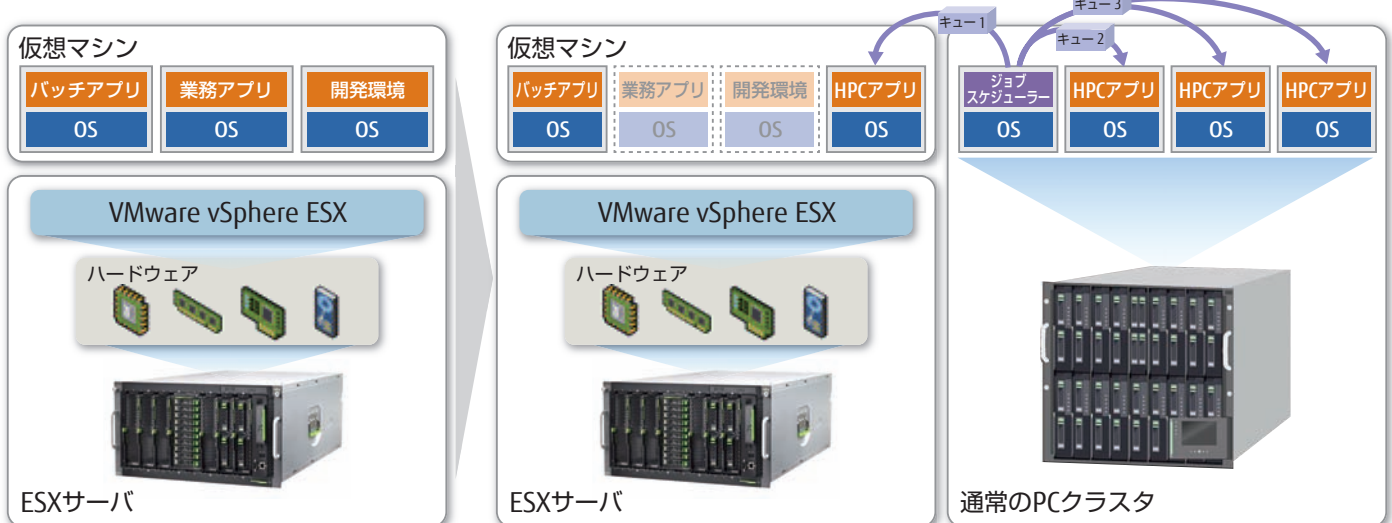 仮想マシン
バッチアプリ
業務アプリ
開発環境
OS
OS
OS
VMware vSphere ESX
ハードウェア
ESXサーバ
仮想マシン
バッチアプリ
業務アプリ
開発環境
HPCアプリ
OS
OS
OS
OS
VMware vSphere ESX
ハードウェア
ESXサーバ
キュー1
キュー2
キュー3
ジョブ
スケジューラー
HPCアプリ
HPCアプリ
HPCアプリ
OS
OS
OS
OS
通常のPCクラスタ